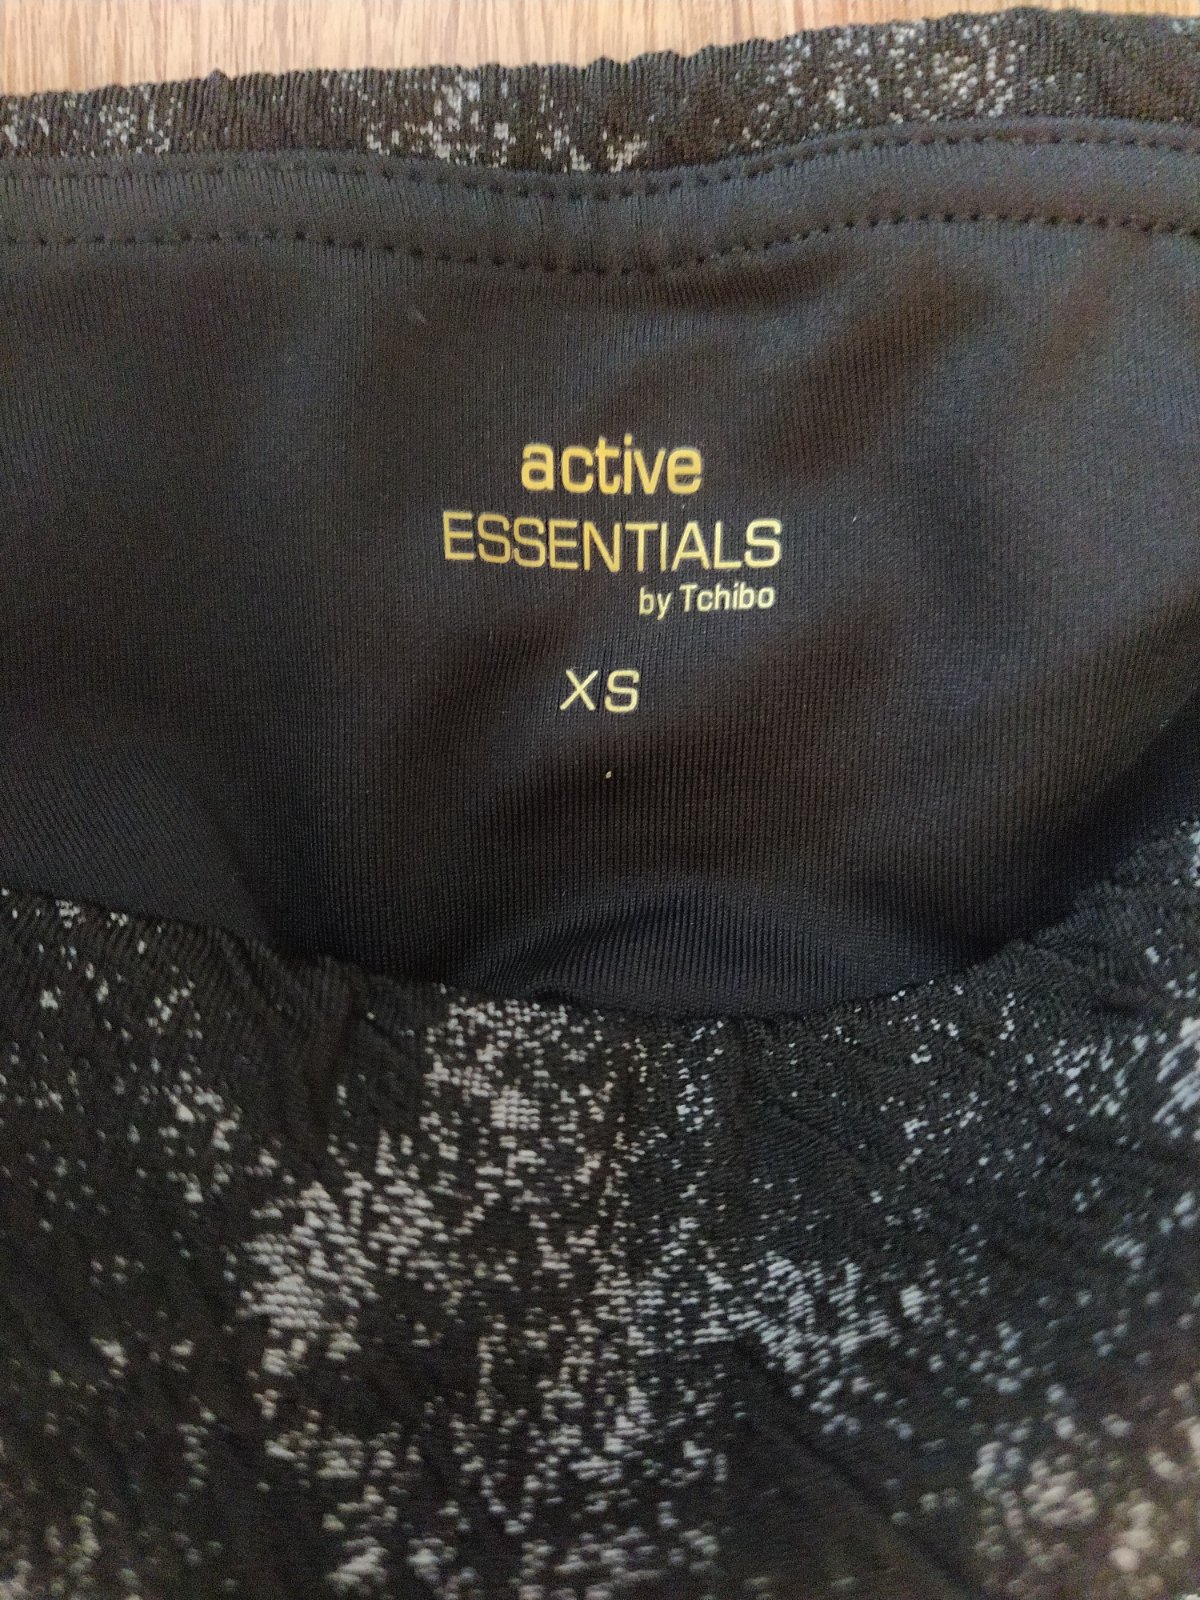 active
ESSENTIALS
by Tchibo
XS